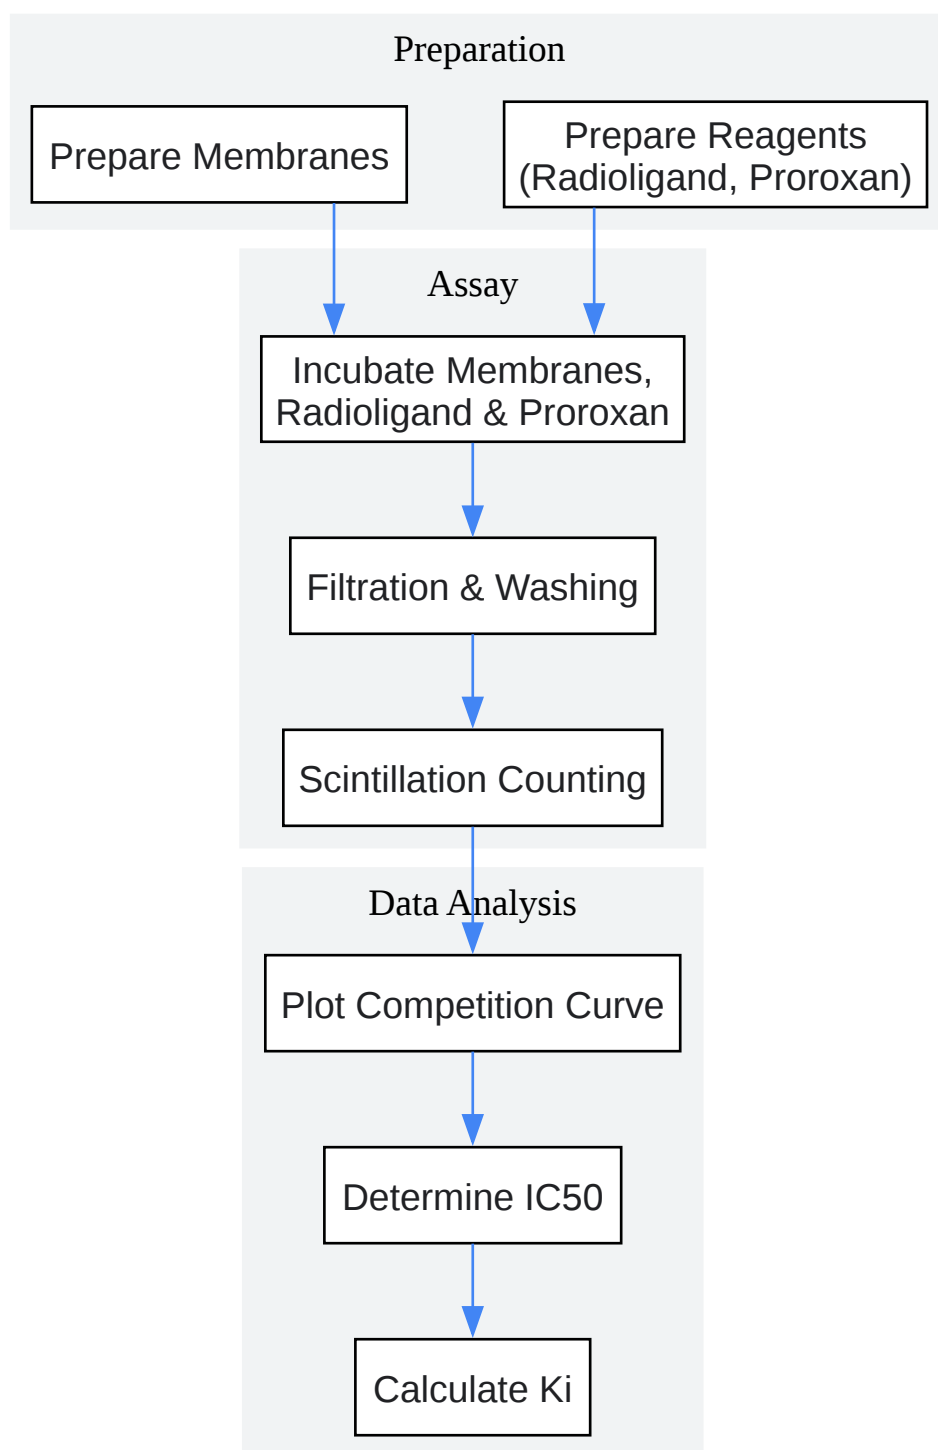 Preparation
Prepare Membranes
Prepare Reagents
(Radioligand, Proroxan)
Assay
Incubate Membranes,
Radioligand & Proroxan
Filtration & Washing
Scintillation Counting
Data Analysis
Plot Competition Curve
Determine IC50
Calculate Ki